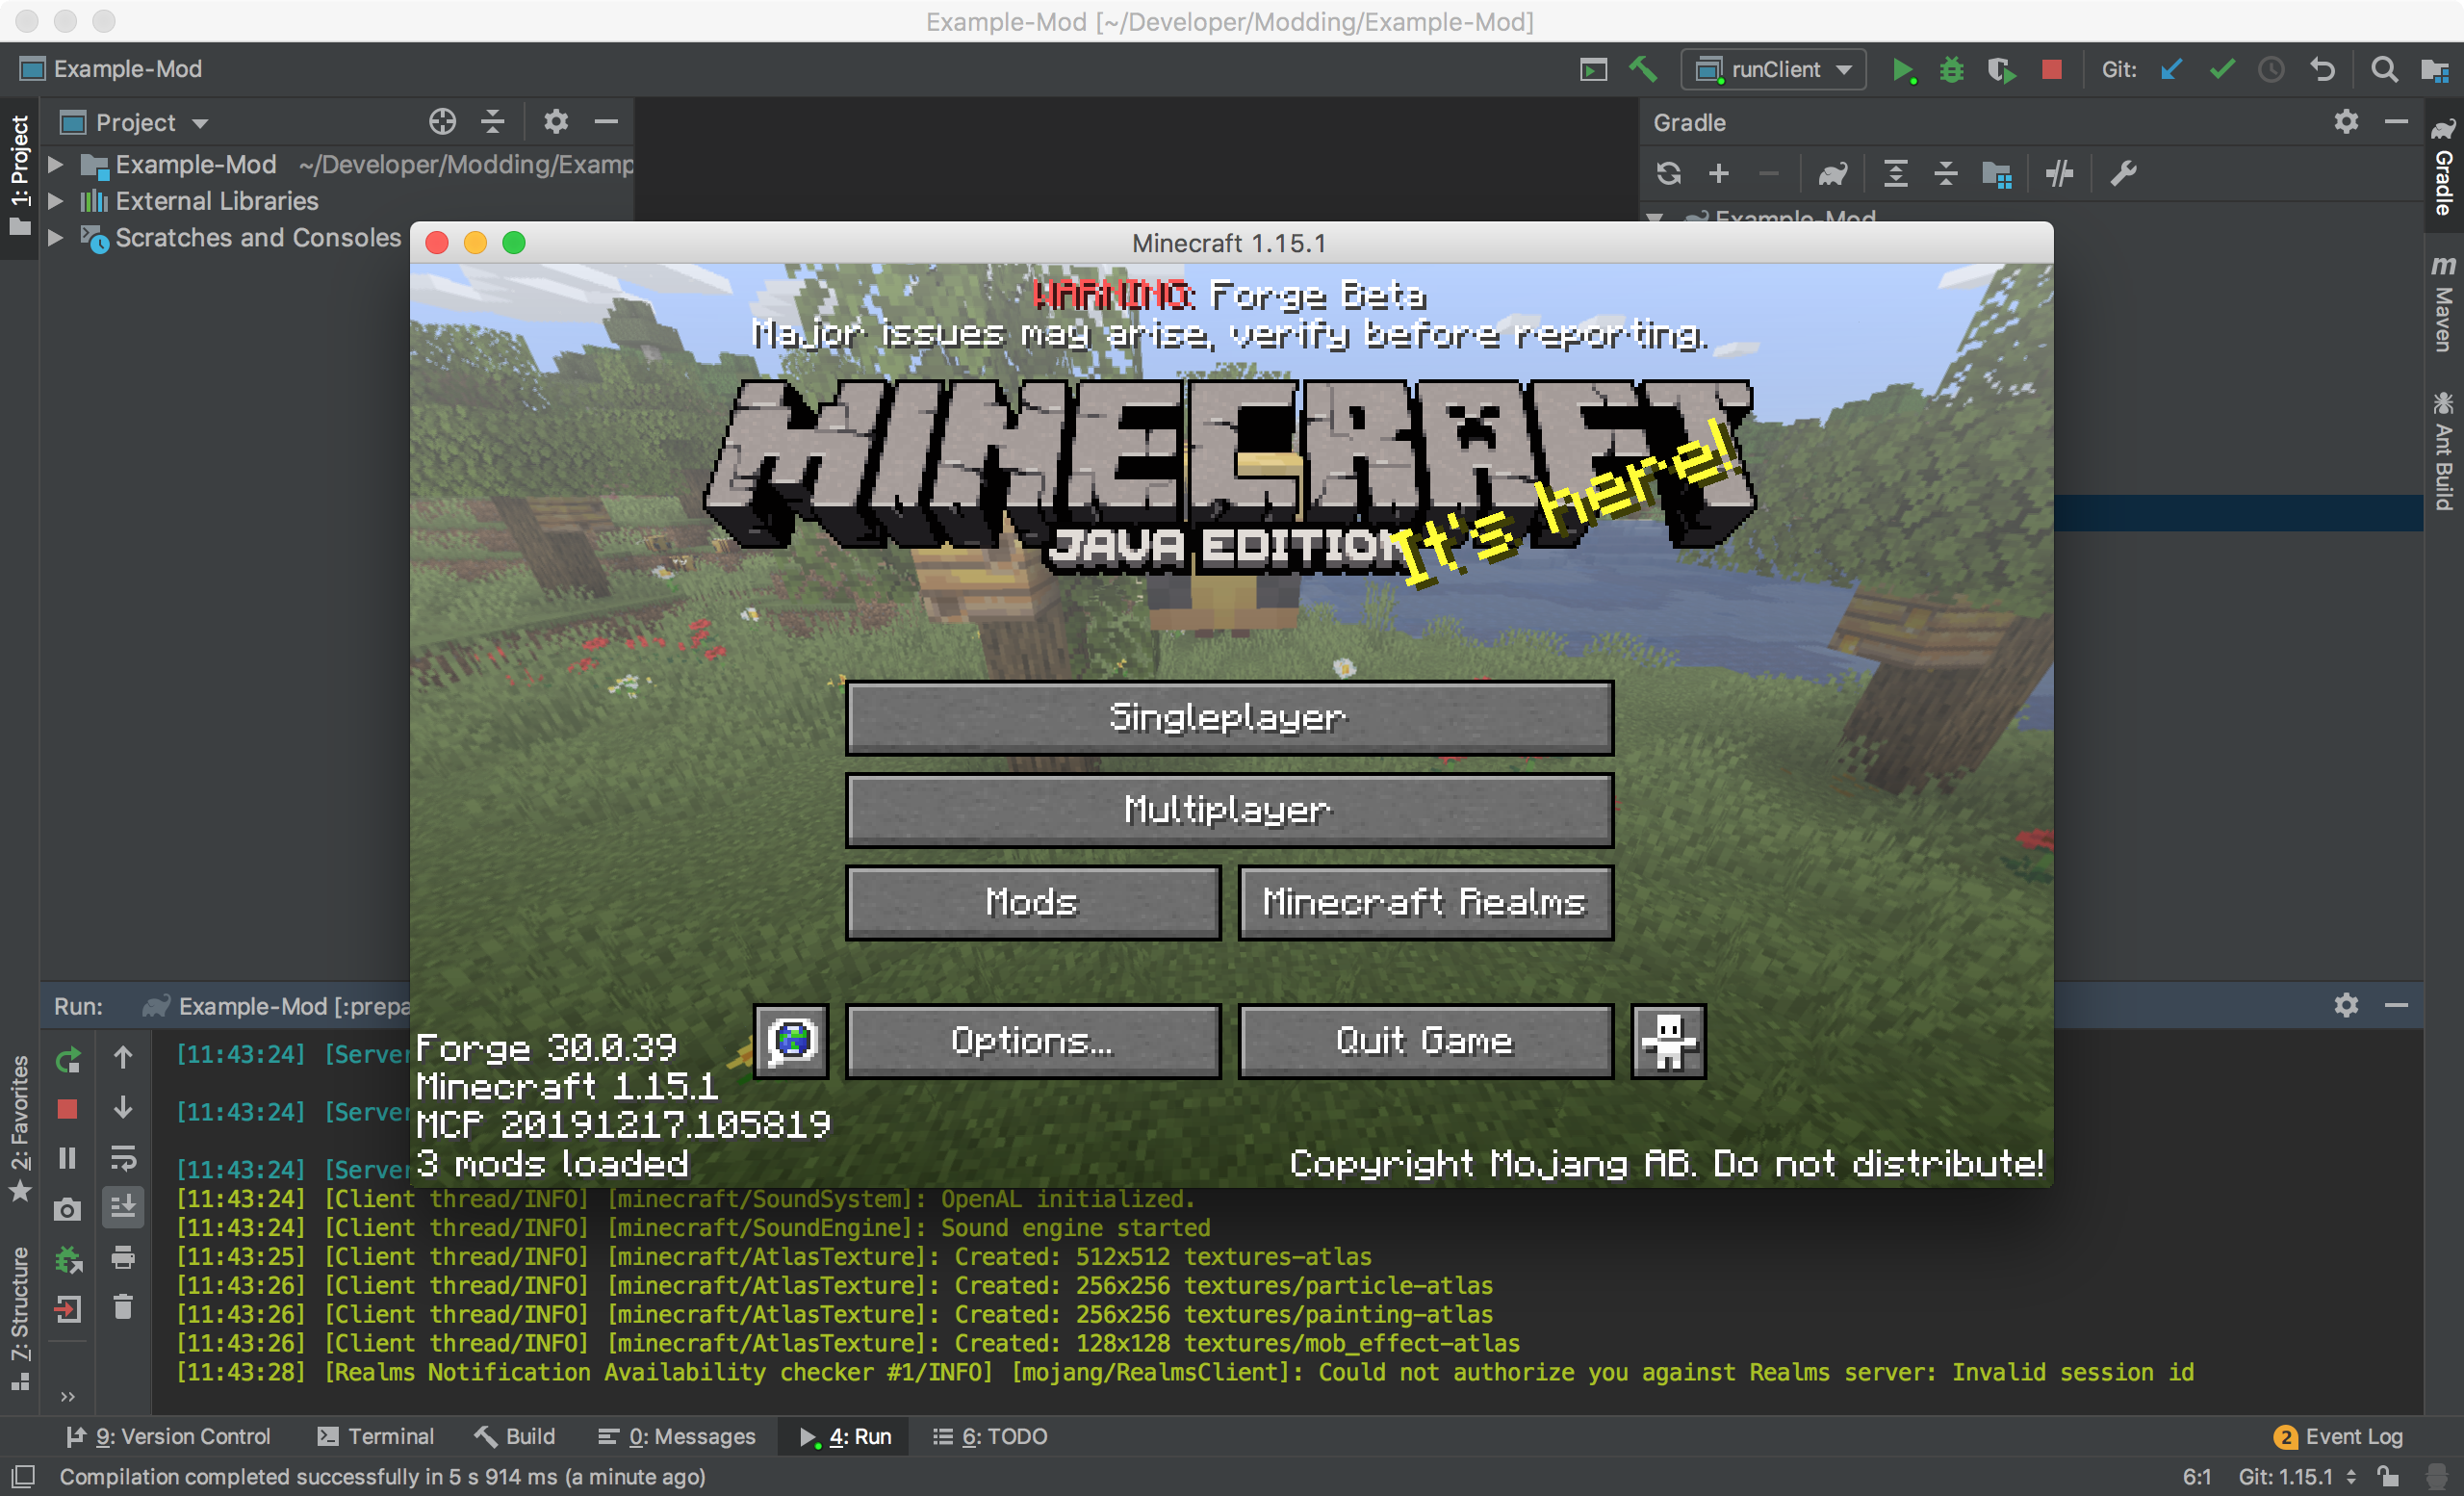 Example-Mod [~/Developer/Modding/Example-Mod]
Example-Mod
runClient
Git:
1: Project
Project
Gradle
Gradle
Example-Mod ~/Developer/Modding/Examp
External Libraries
Scratches and Consoles
Example-Mod
Maven
Ant Build
Minecraft 1.15.1
WARNING: Forge Beta
Major issues may arise, verify before reporting.
MINECRAFT
JAVA EDITION
It's here!
Singleplayer
Multiplayer
Mods
Minecraft Realms
Options...
Quit Game
Forge 30.0.39
Minecraft 1.15.1
MCP 20191217.105819
3 mods loaded
Copyright Mojang AB. Do not distribute!
Run:
Example-Mod [:prepa
2: Favorites
7: Structure
[11:43:24] [Server
[11:43:24] [Server
[11:43:24] [Server
[11:43:24] [Client thread/INFO] [minecraft/SoundSystem]: OpenAL initialized.
[11:43:24] [Client thread/INFO] [minecraft/SoundEngine]: Sound engine started
[11:43:25] [Client thread/INFO] [minecraft/AtlasTexture]: Created: 512x512 textures-atlas
[11:43:26] [Client thread/INFO] [minecraft/AtlasTexture]: Created: 256x256 textures/particle-atlas
[11:43:26] [Client thread/INFO] [minecraft/AtlasTexture]: Created: 256x256 textures/painting-atlas
[11:43:26] [Client thread/INFO] [minecraft/AtlasTexture]: Created: 128x128 textures/mob_effect-atlas
[11:43:28] [Realms Notification Availability checker #1/INFO] [mojang/RealmsClient]: Could not authorize you against Realms server: Invalid session id
9: Version Control
Terminal
Build
0: Messages
4: Run
6: TODO
2 Event Log
Compilation completed successfully in 5 s 914 ms (a minute ago)
6:1
Git: 1.15.1